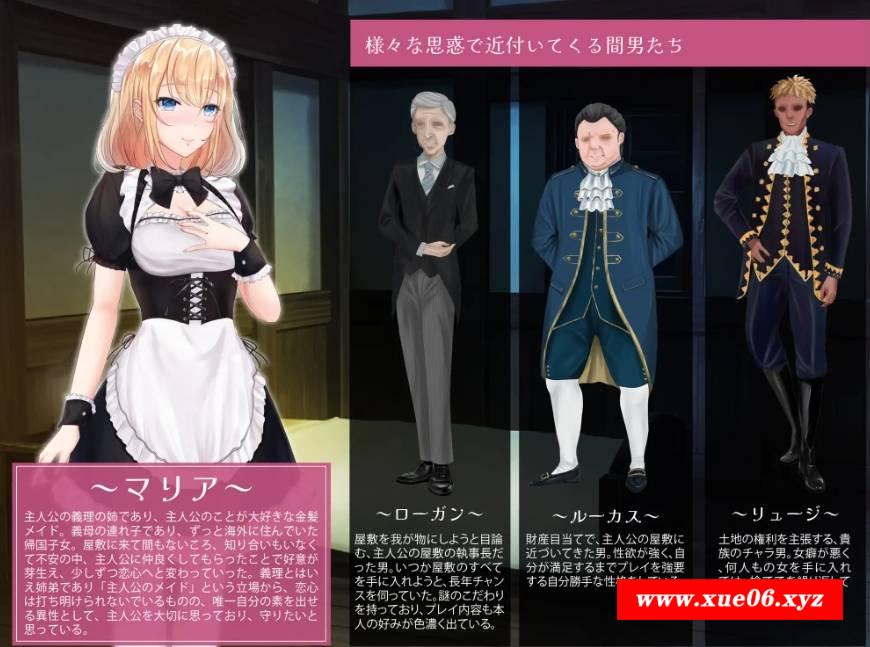 様々な思惑で近付いてくる間男たち
～マリア～
主人公の義理の姉であり、主人公のことが大好きな金髪
メイド。義母の連れ子であり、ずっと海外に住んでいた
帰国子女。屋敷に来て間もないころ、知り合いもいなく
て不安の中、主人公に仲良くしてもらったことで好意が
芽生え、少しずつ恋心へと変わっていった。義理とはい
え姉弟であり「主人公のメイド」という立場から、恋心
は打ち明けられないでいるものの、唯一自分の素を出せ
る異性として、主人公を大切に思っており、守りたいと
思っている。
～ローガン～
屋敷を我が物にしようと目論
む、主人公の屋敷の執事長だ
った男。いつか屋敷のすべて
を手に入れようと、長年チャン
スを伺っていた。謎のこだわり
を持っており、プレイ内容も本
人の好みが色濃く出ている。
～ルーカス～
財産目当てで、主人公の屋敷に
近づいてきた男。性欲が強く、自
分が満足するまでプレイを強要
する自分勝手な性格をしている。
～リュージ～
土地の権利を主張する、貴
族のチャラ男。女癖が悪く
、何人もの女を手に入れ
www.xue06.xyz